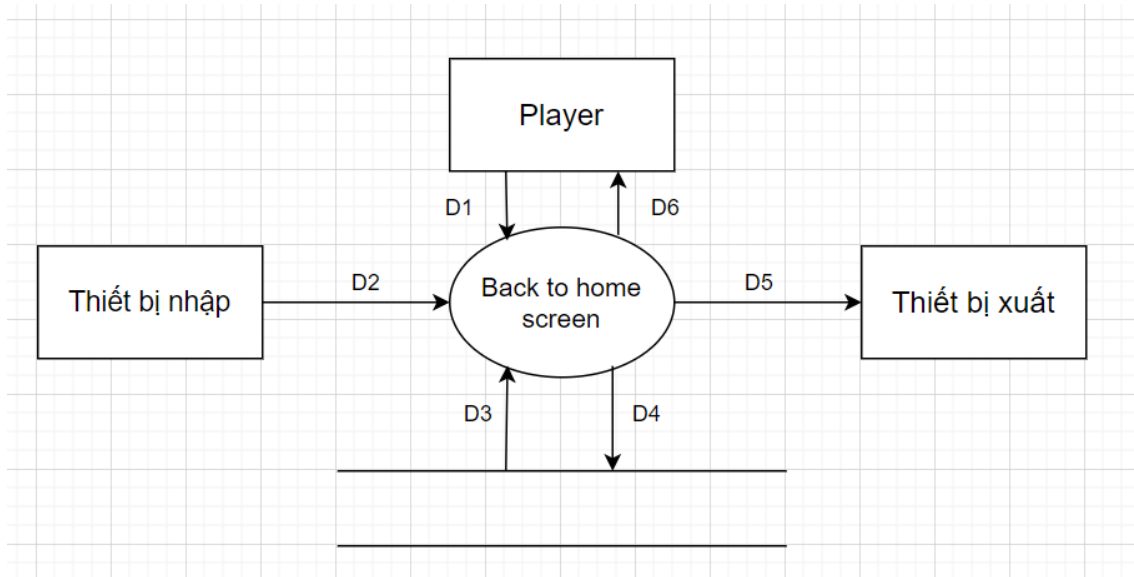 Player
D1
D6
Thiết bị nhập
D2
Back to home
screen
D5
Thiết bị xuất
D3
D4